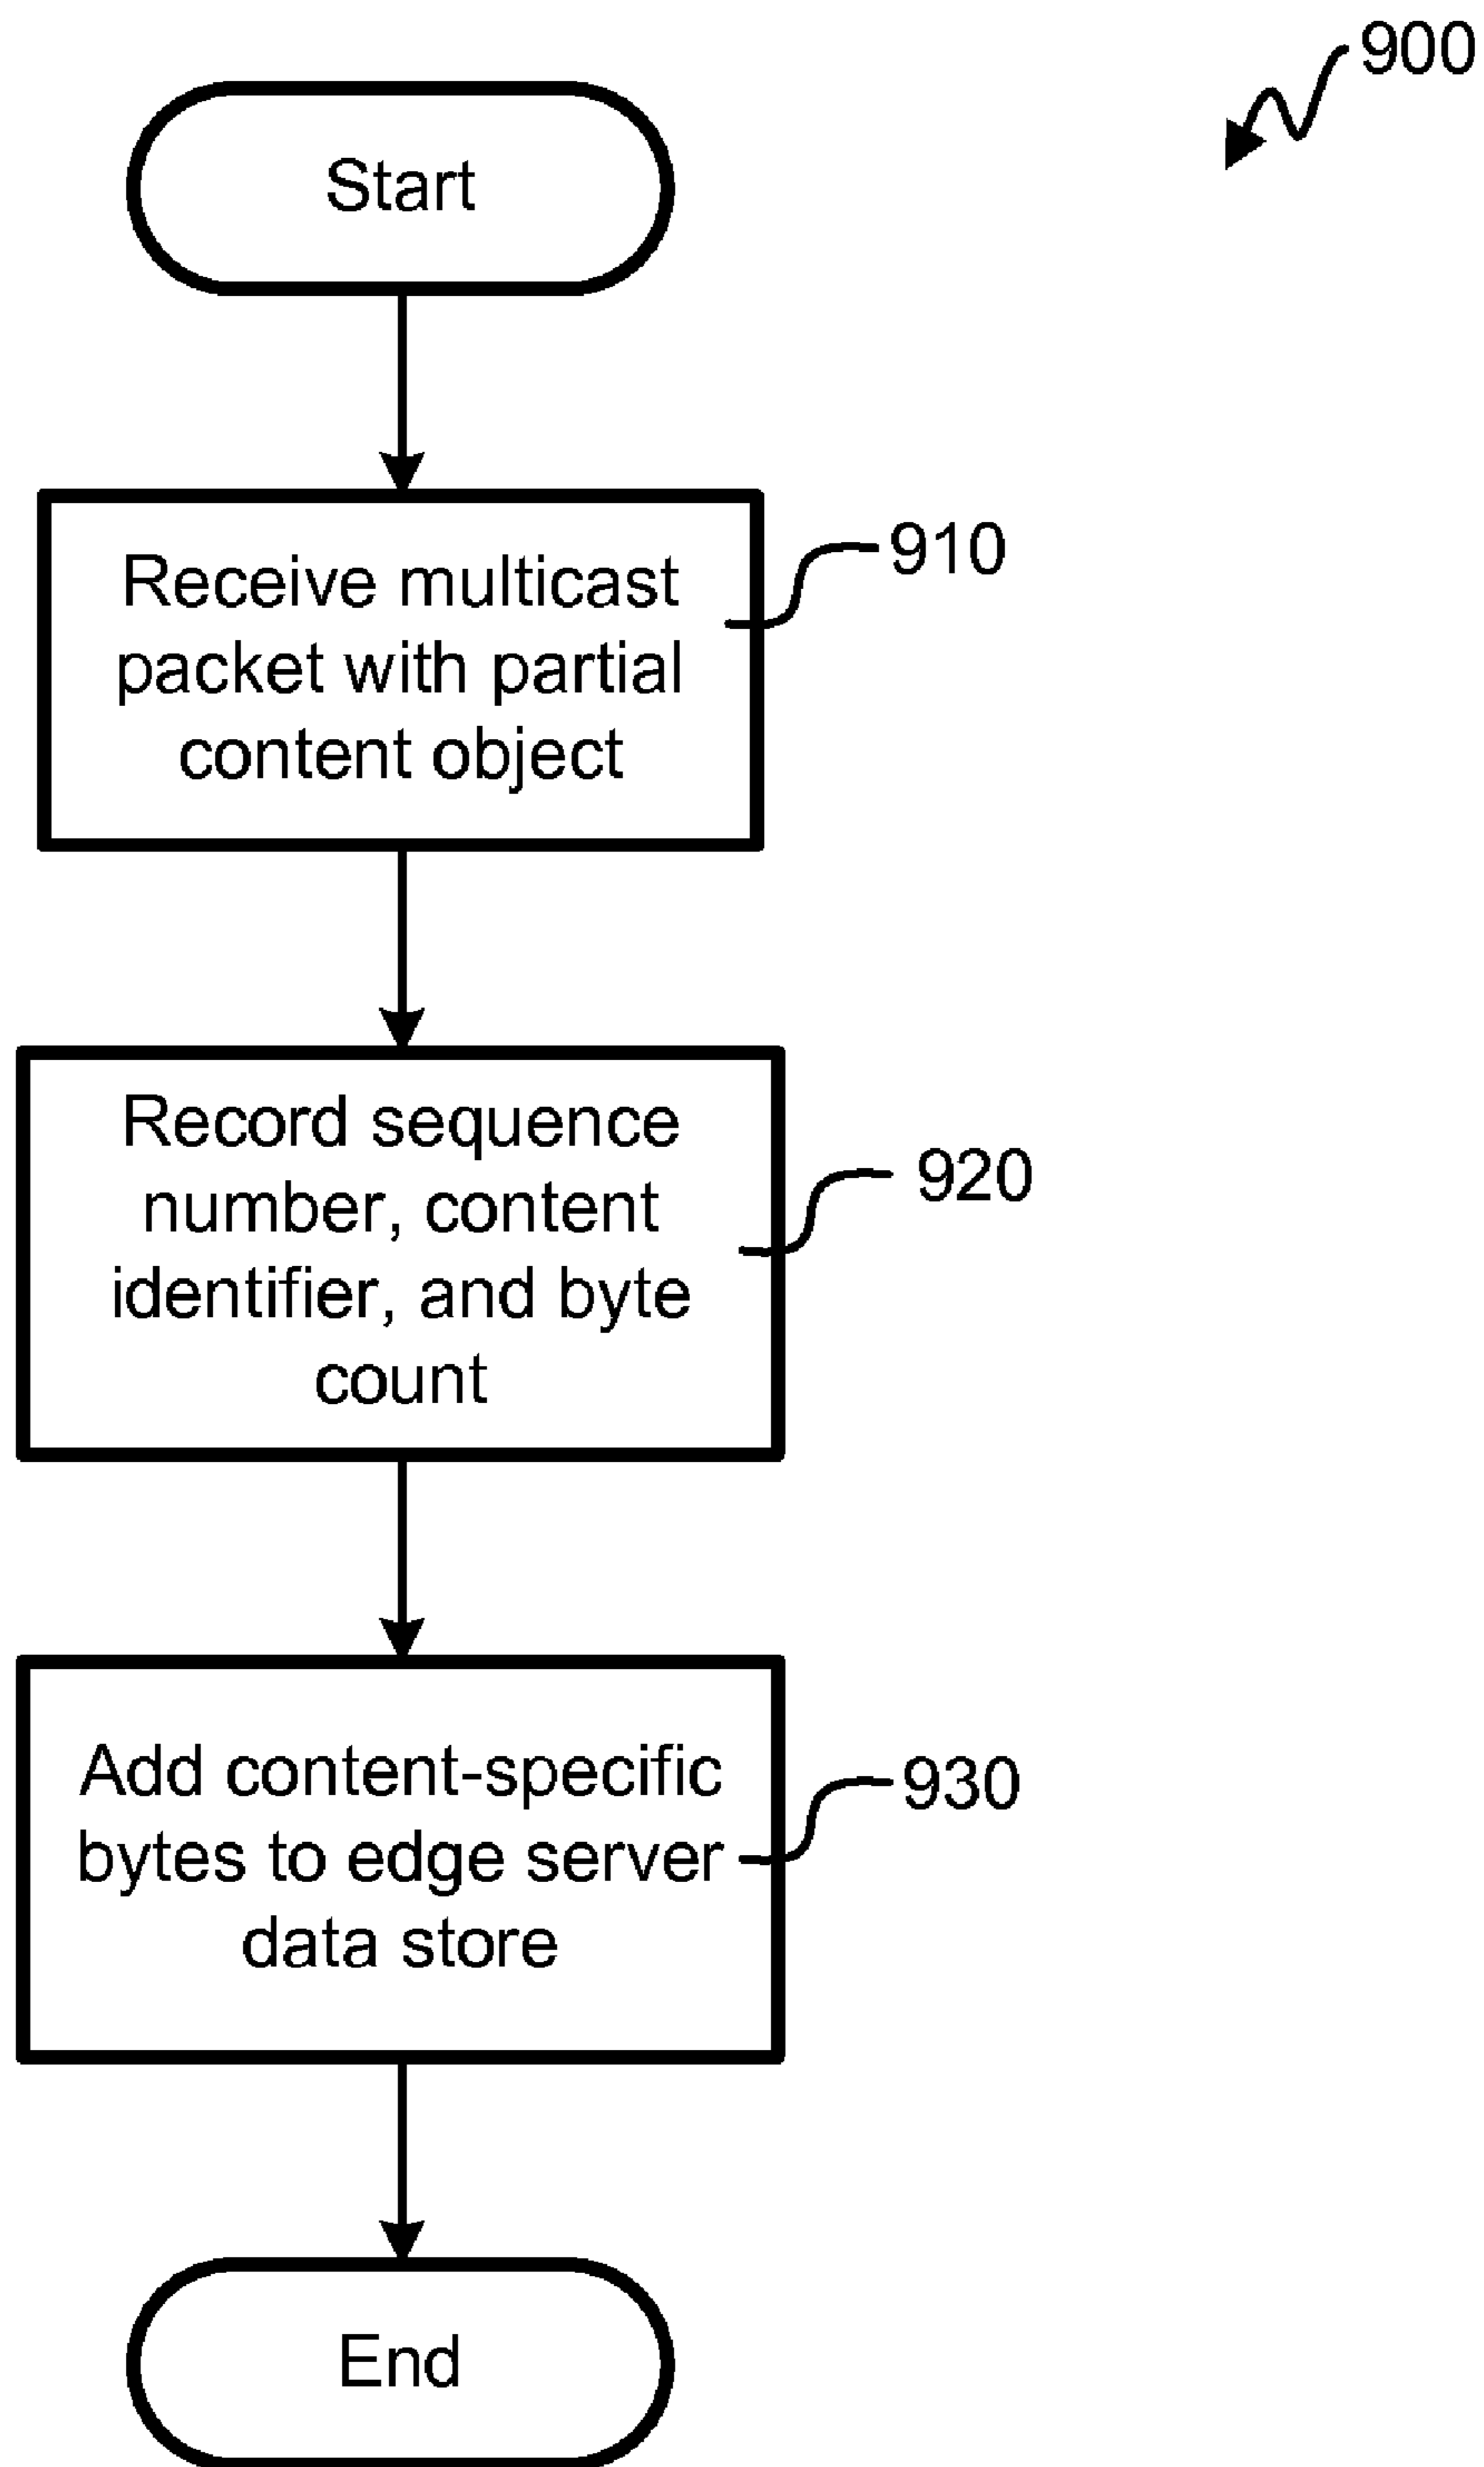 900
Start
Receive multicast
packet with partial
content object
910
Record sequence
number, content
identifier, and byte
count
920
Add content-specific
bytes to edge server
data store
930
End